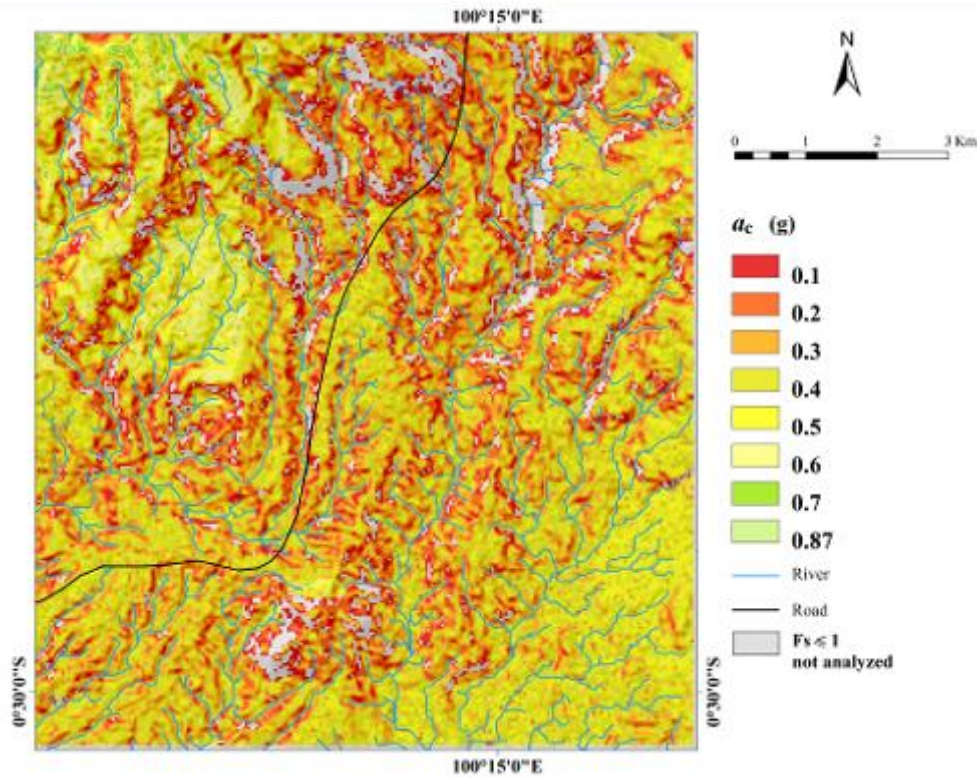 100°15'0"E
N
0 1 2 3 Km
a_c (g)
0.1
0.2
0.3
0.4
0.5
0.6
0.7
0.87
River
Road
Fs ≤ 1
not analyzed
0°30'0"S
0°30'0"S
100°15'0"E